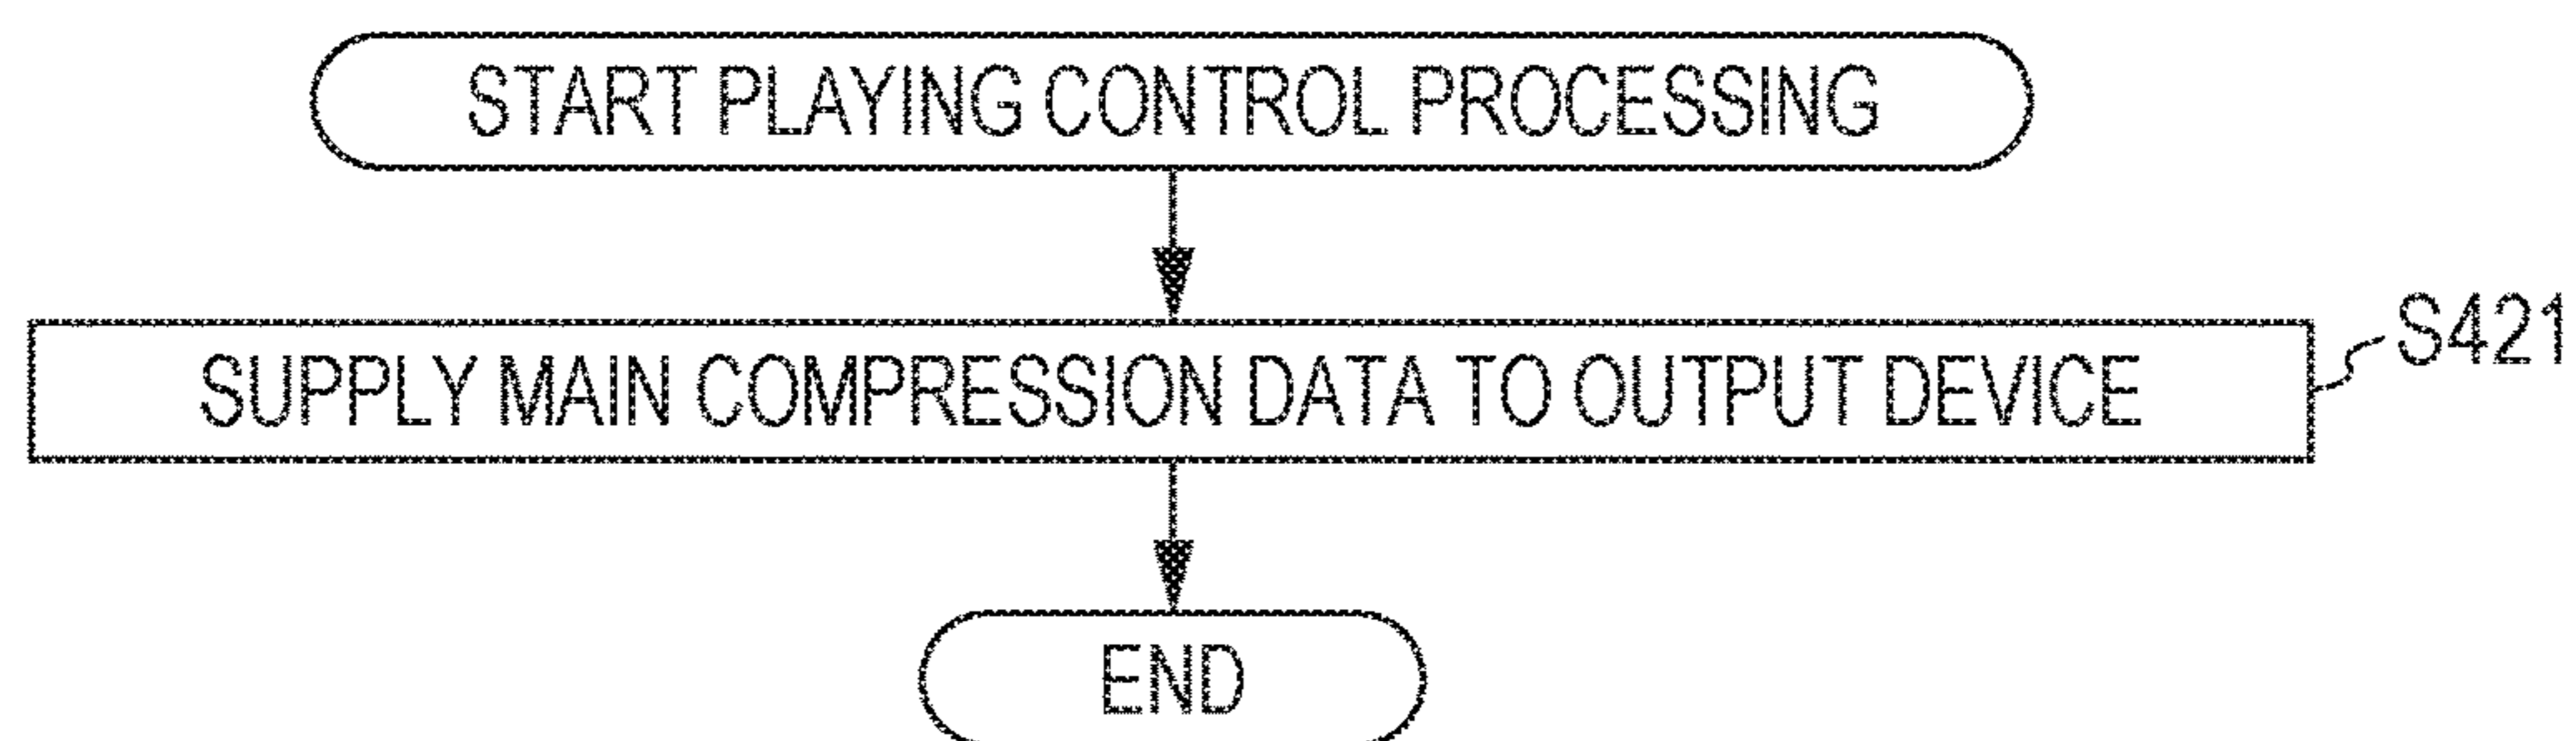 START PLAYING CONTROL PROCESSING
SUPPLY MAIN COMPRESSION DATA TO OUTPUT DEVICE
S421
END